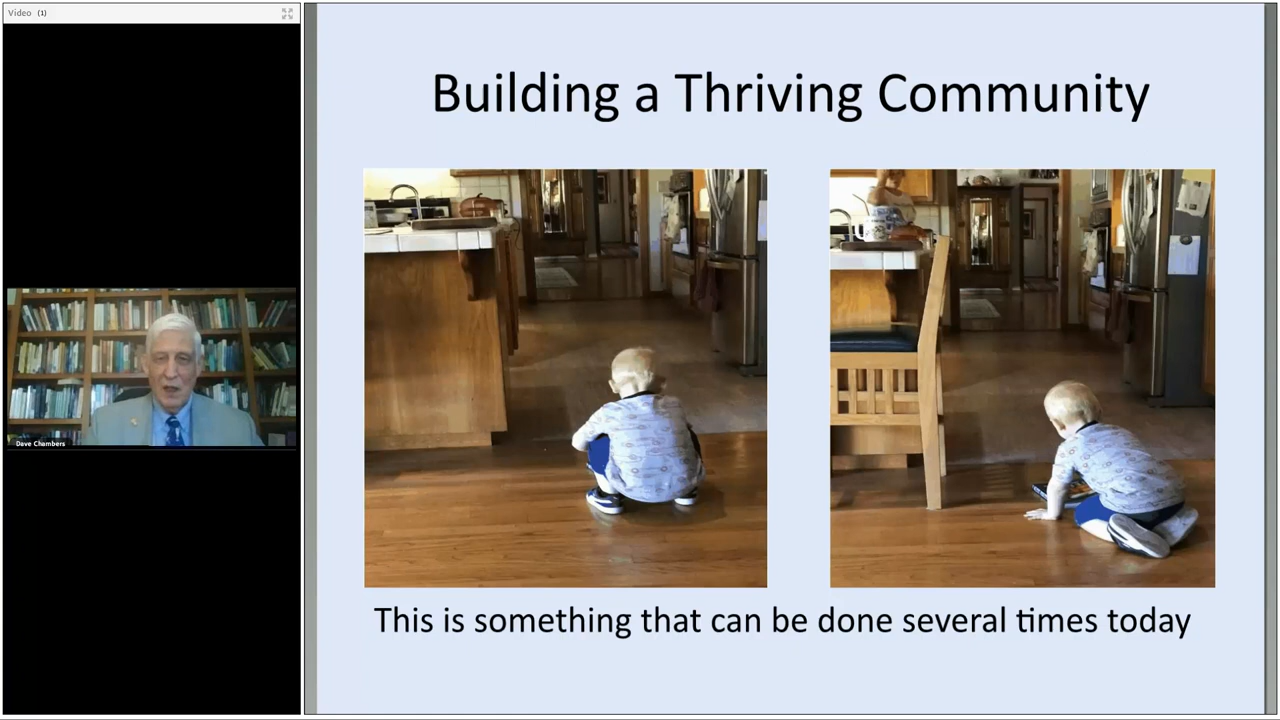 Video (1)
Building a Thriving Community
Dave Chambers
This is something that can be done several times today